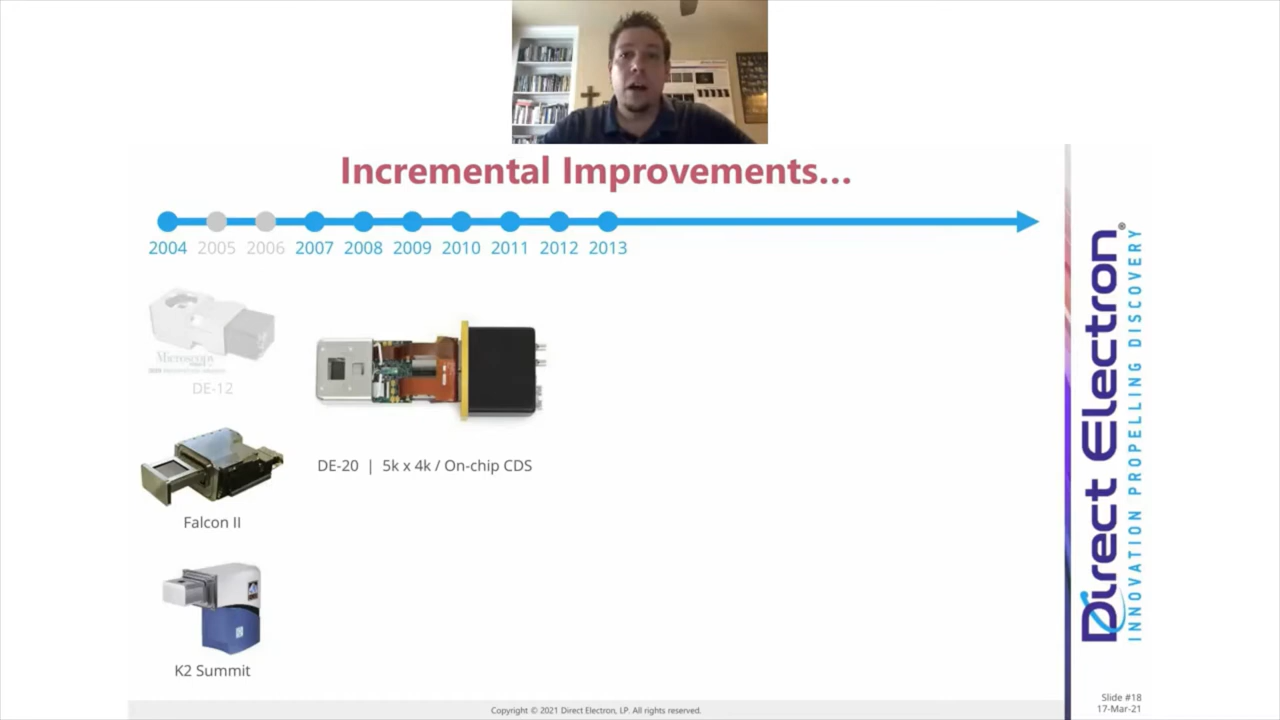 Incremental Improvements...
2004 2005 2006 2007 2008 2009 2010 2011 2012 2013
Microscopy
DE-12
DE-20 | 5k x 4k / On-chip CDS
Falcon II
K2 Summit
Direct Electron®
INNOVATION PROPELLING DISCOVERY
Slide #18
17-Mar-21
Copyright © 2021 Direct Electron, LP. All rights reserved.